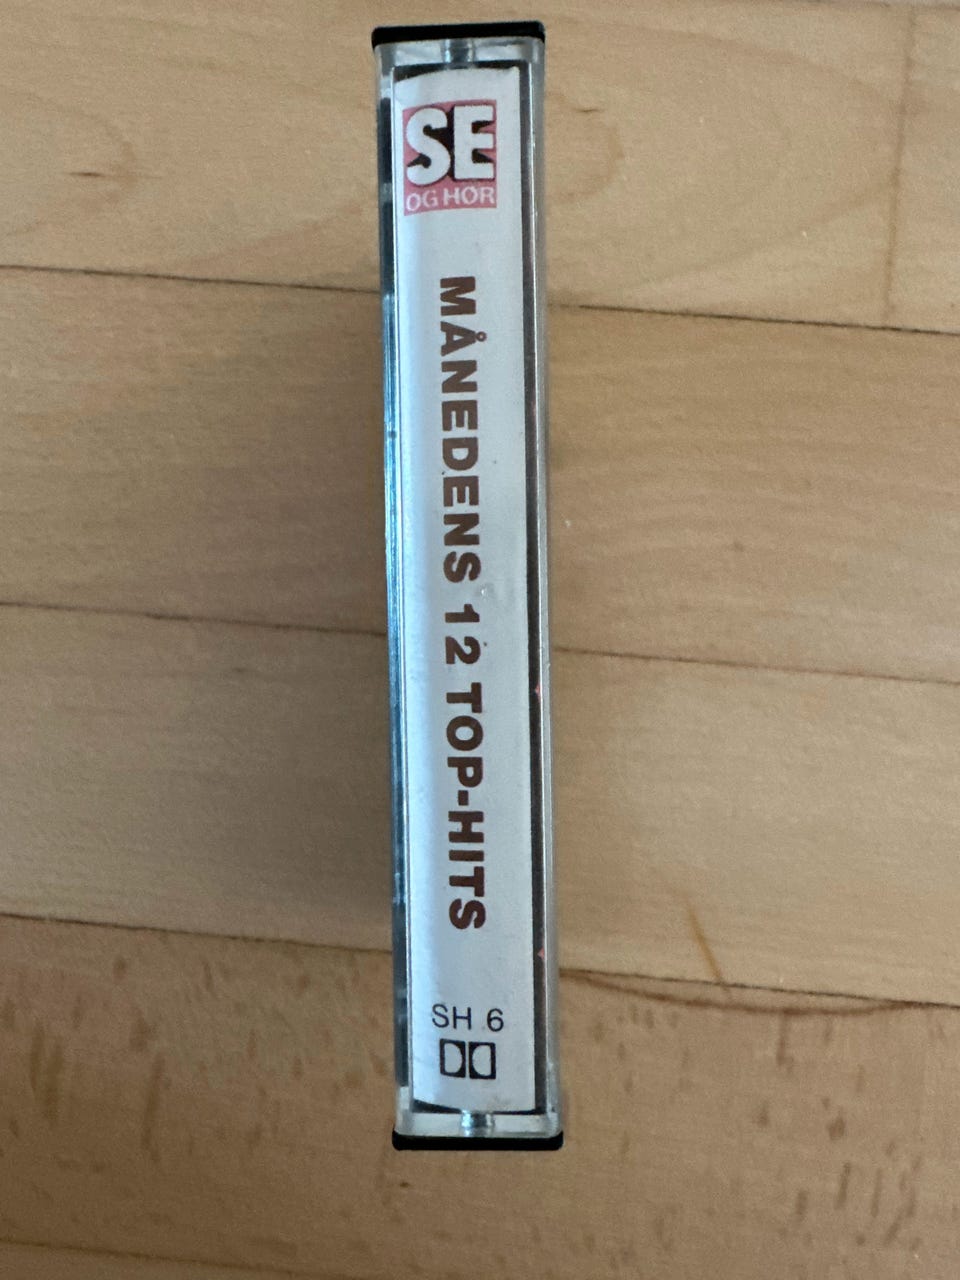 SE
OG HØR
MÅNEDENS 12 TOP-HITS
SH 6